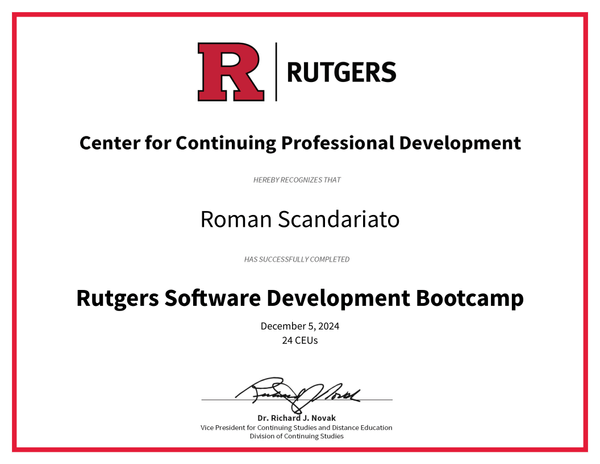 R RUTGERS
Center for Continuing Professional Development
HEREBY RECOGNIZES THAT
Roman Scandariato
HAS SUCCESSFULLY COMPLETED
Rutgers Software Development Bootcamp
December 5, 2024
24 CEUs
Richard J. Novak
Dr. Richard J. Novak
Vice President for Continuing Studies and Distance Education
Division of Continuing Studies